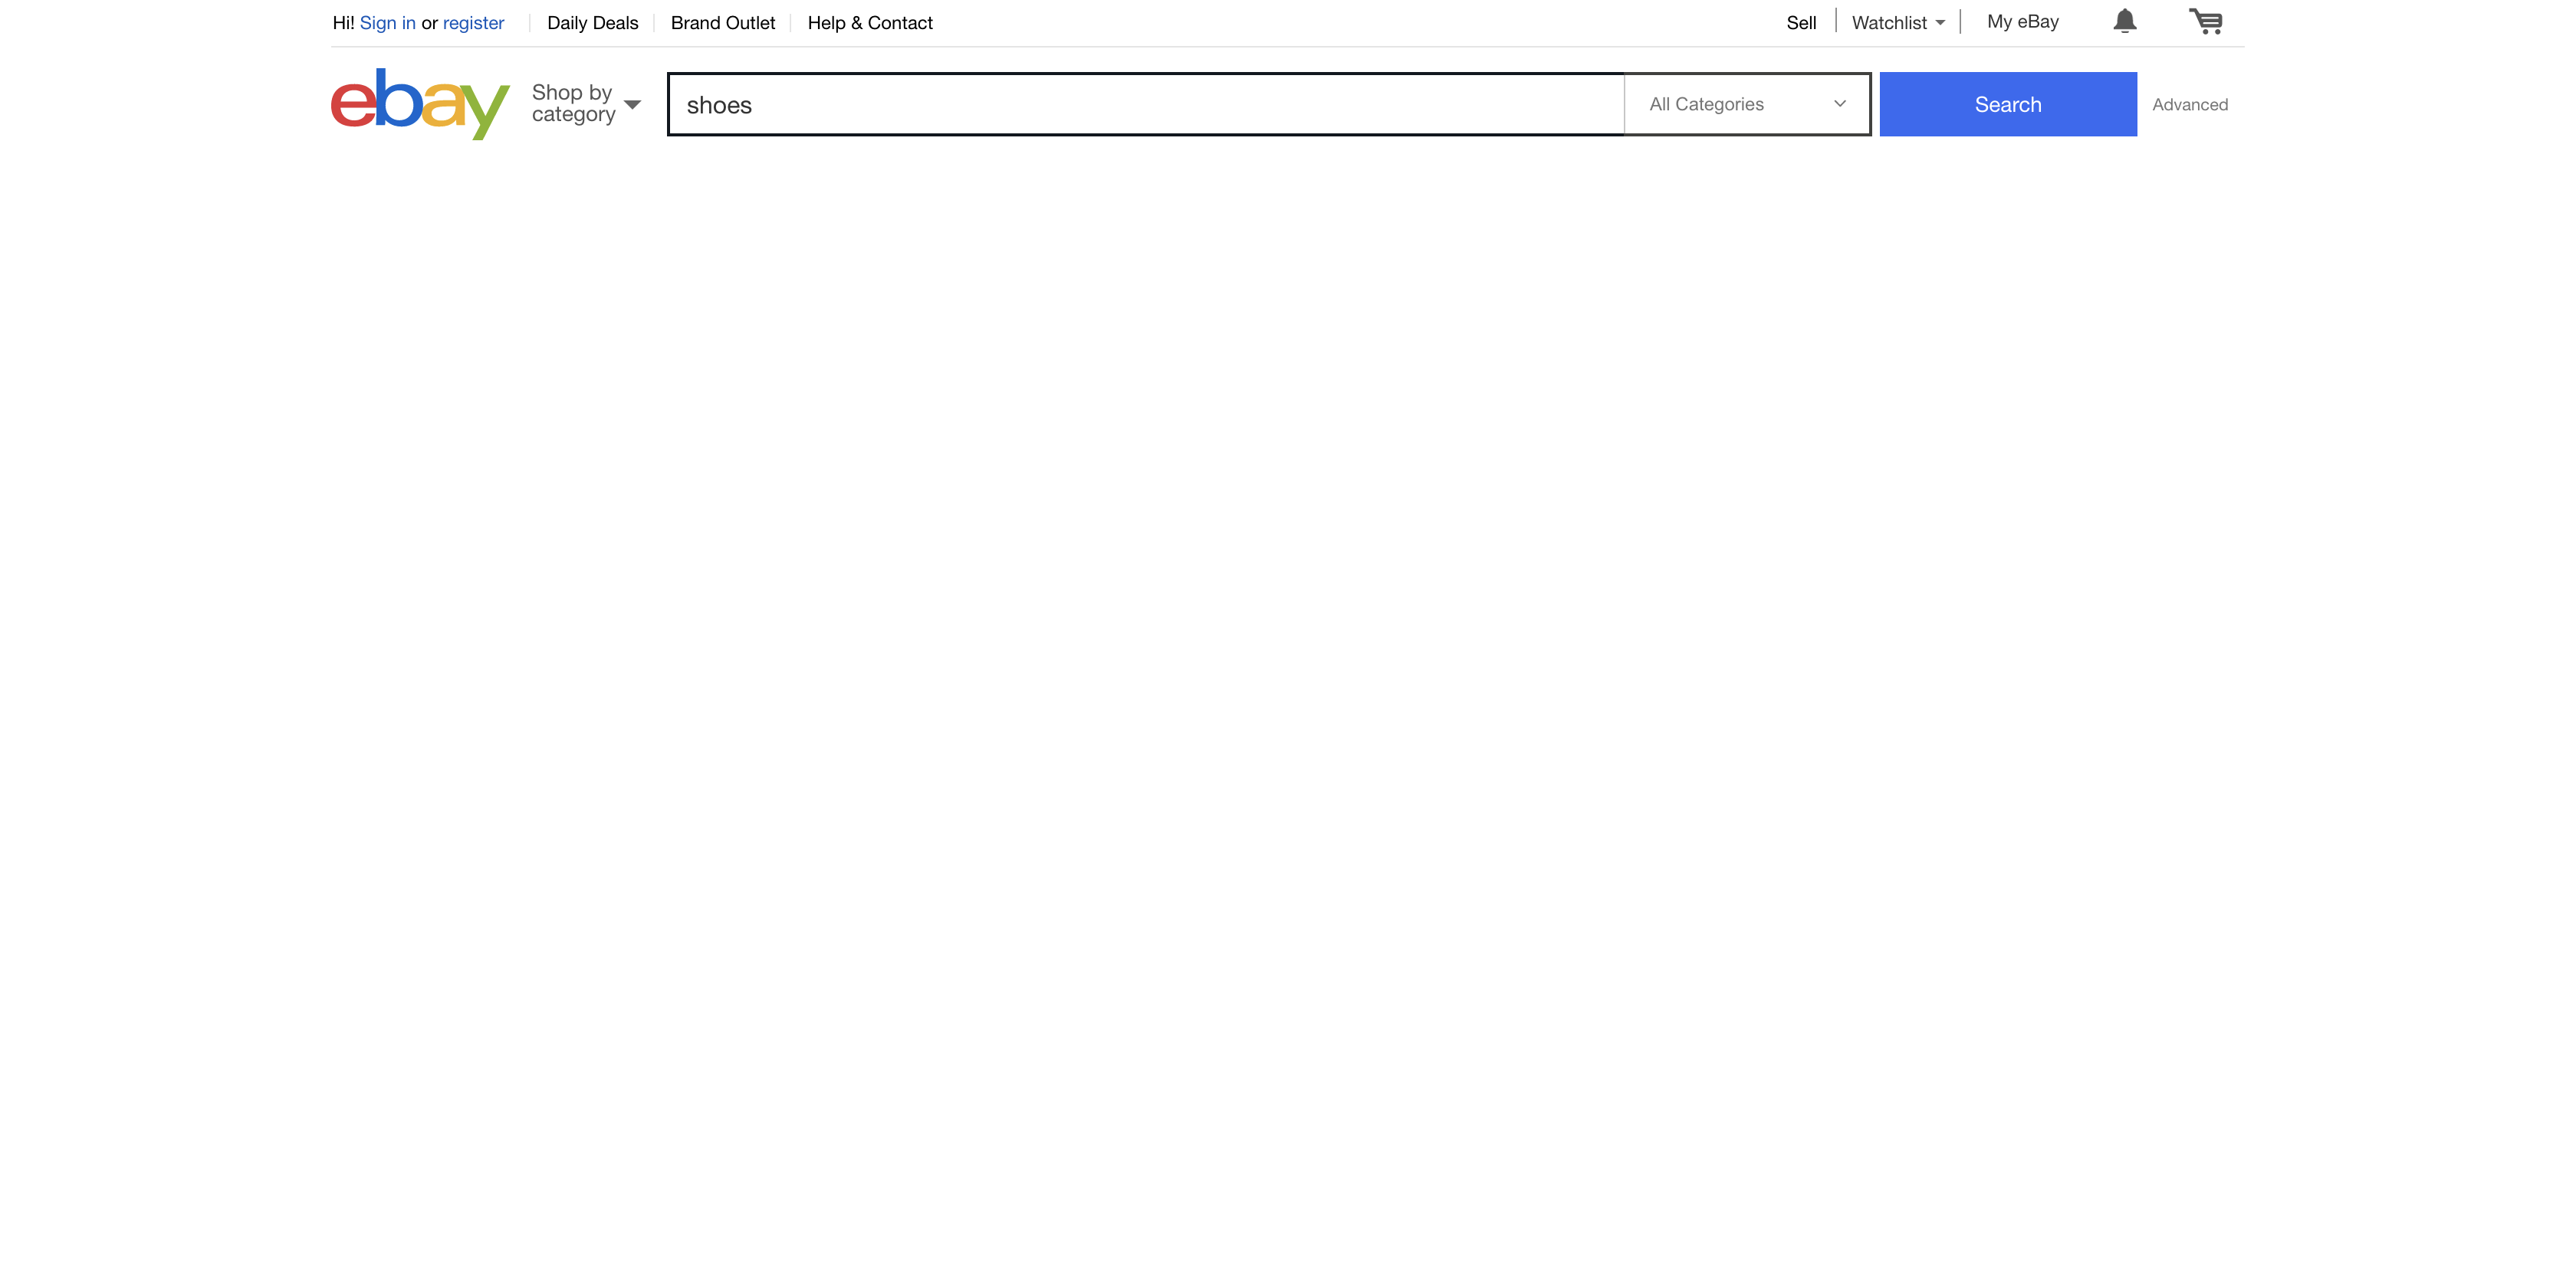 Hi! Sign in or register Daily Deals Brand Outlet Help & Contact Sell Watchlist My eBay
ebay
Shop by
category
shoes
All Categories
Search
Advanced